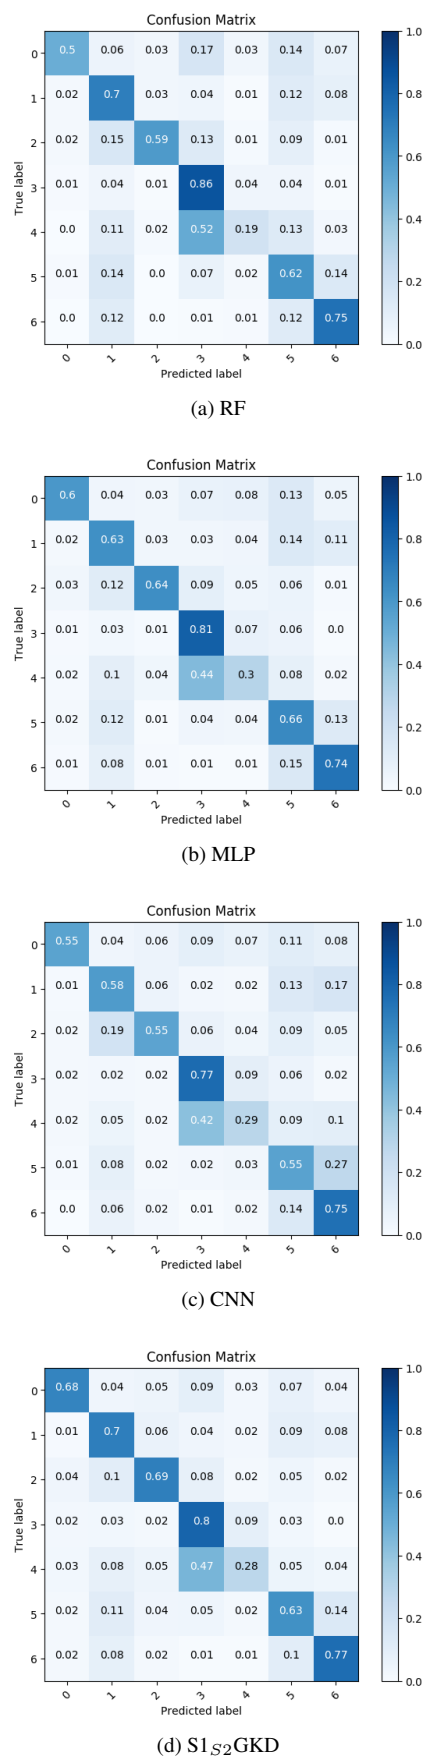 Confusion Matrix
1.0
0 0.5 0.06 0.03 0.17 0.03 0.14 0.07
1 0.02 0.7 0.03 0.04 0.01 0.12 0.08
0.8
2 0.02 0.15 0.59 0.13 0.01 0.09 0.01
0.6
True label
3 0.01 0.04 0.01 0.86 0.04 0.04 0.01
0.4
4 0.0 0.11 0.02 0.52 0.19 0.13 0.03
5 0.01 0.14 0.0 0.07 0.02 0.62 0.14
0.2
6 0.0 0.12 0.0 0.01 0.01 0.12 0.75
0.0
0 1 2 3 4 5 6
Predicted label
(a) RF
Confusion Matrix
1.0
0 0.6 0.04 0.03 0.07 0.08 0.13 0.05
1 0.02 0.63 0.03 0.03 0.04 0.14 0.11
0.8
2 0.03 0.12 0.64 0.09 0.05 0.06 0.01
0.6
True label
3 0.01 0.03 0.01 0.81 0.07 0.06 0.0
0.4
4 0.02 0.1 0.04 0.44 0.3 0.08 0.02
5 0.02 0.12 0.01 0.04 0.04 0.66 0.13
0.2
6 0.01 0.08 0.01 0.01 0.01 0.15 0.74
0.0
0 1 2 3 4 5 6
Predicted label
(b) MLP
Confusion Matrix
1.0
0 0.55 0.04 0.06 0.09 0.07 0.11 0.08
1 0.01 0.58 0.06 0.02 0.02 0.13 0.17
0.8
2 0.02 0.19 0.55 0.06 0.04 0.09 0.05
0.6
True label
3 0.02 0.02 0.02 0.77 0.09 0.06 0.02
0.4
4 0.02 0.05 0.02 0.42 0.29 0.09 0.1
5 0.01 0.08 0.02 0.02 0.03 0.55 0.27
0.2
6 0.0 0.06 0.02 0.01 0.02 0.14 0.75
0.0
0 1 2 3 4 5 6
Predicted label
(c) CNN
Confusion Matrix
1.0
0 0.68 0.04 0.05 0.09 0.03 0.07 0.04
1 0.01 0.7 0.06 0.04 0.02 0.09 0.08
0.8
2 0.04 0.1 0.69 0.08 0.02 0.05 0.02
0.6
True label
3 0.02 0.03 0.02 0.8 0.09 0.03 0.0
0.4
4 0.03 0.08 0.05 0.47 0.28 0.05 0.04
5 0.02 0.11 0.04 0.05 0.02 0.63 0.14
0.2
6 0.02 0.08 0.02 0.01 0.01 0.1 0.77
0.0
0 1 2 3 4 5 6
Predicted label
(d) S1S2GKD